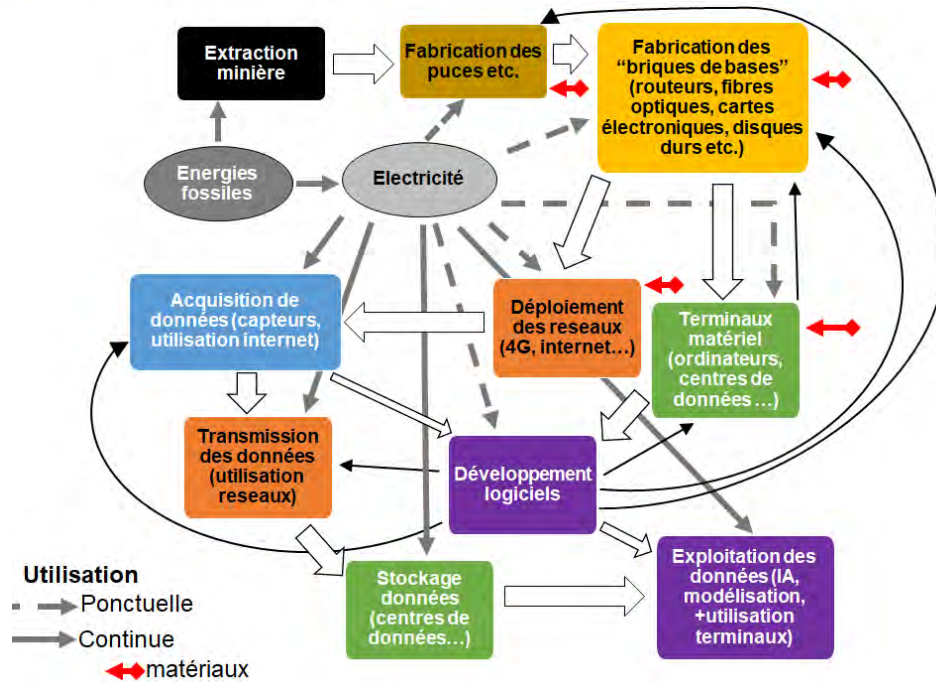 Extraction
minière
Fabrication des
puces etc.
Fabrication des
“briques de bases”
(routeurs, fibres
optiques, cartes
électroniques, disques
durs etc.)
Energies
fossiles
Electricité
Acquisition de
données (capteurs,
utilisation internet)
Déploiement
des reseaux
(4G, internet…)
Terminaux
matériel
(ordinateurs,
centres de
données …)
Transmission
des données
(utilisation
reseaux)
Développement
logiciels
Stockage
données
(centres de
données…)
Exploitation des
données (IA,
modélisation,
+utilisation
terminaux)
Utilisation
Ponctuelle
Continue
matériaux